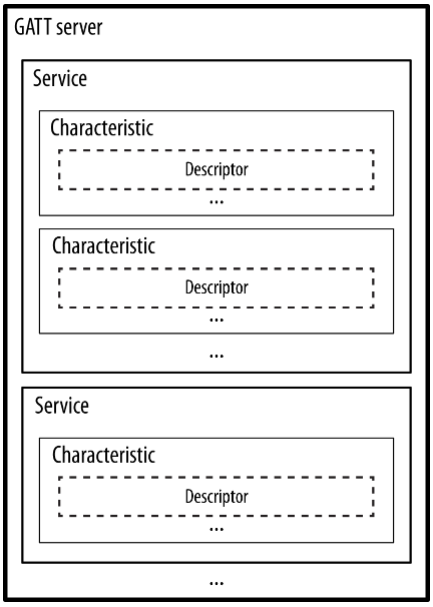 GATT server
Service
Characteristic
Descriptor
...
Characteristic
Descriptor
...
...
Service
Characteristic
Descriptor
...
...